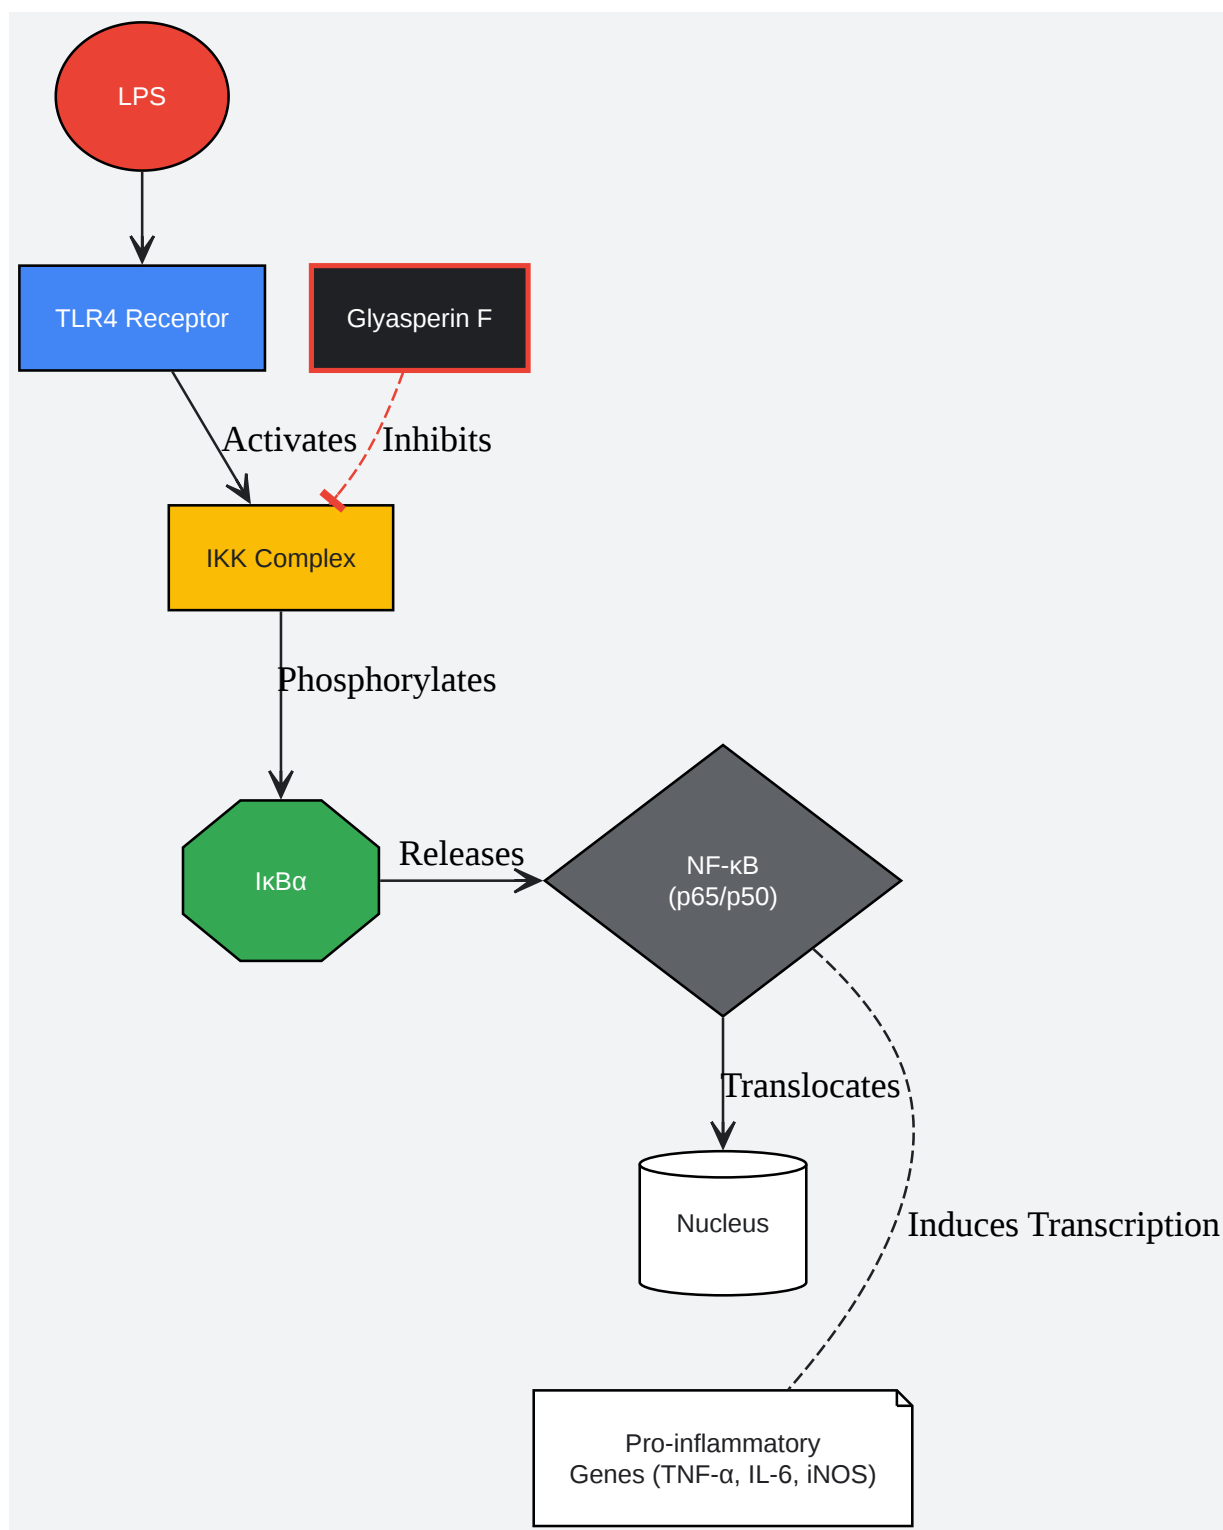 LPS
TLR4 Receptor
Glyasperin F
Activates
Inhibits
IKK Complex
Phosphorylates
IκBα
Releases
NF-κB
(p65/p50)
Translocates
Nucleus
Induces Transcription
Pro-inflammatory
Genes (TNF-α, IL-6, iNOS)